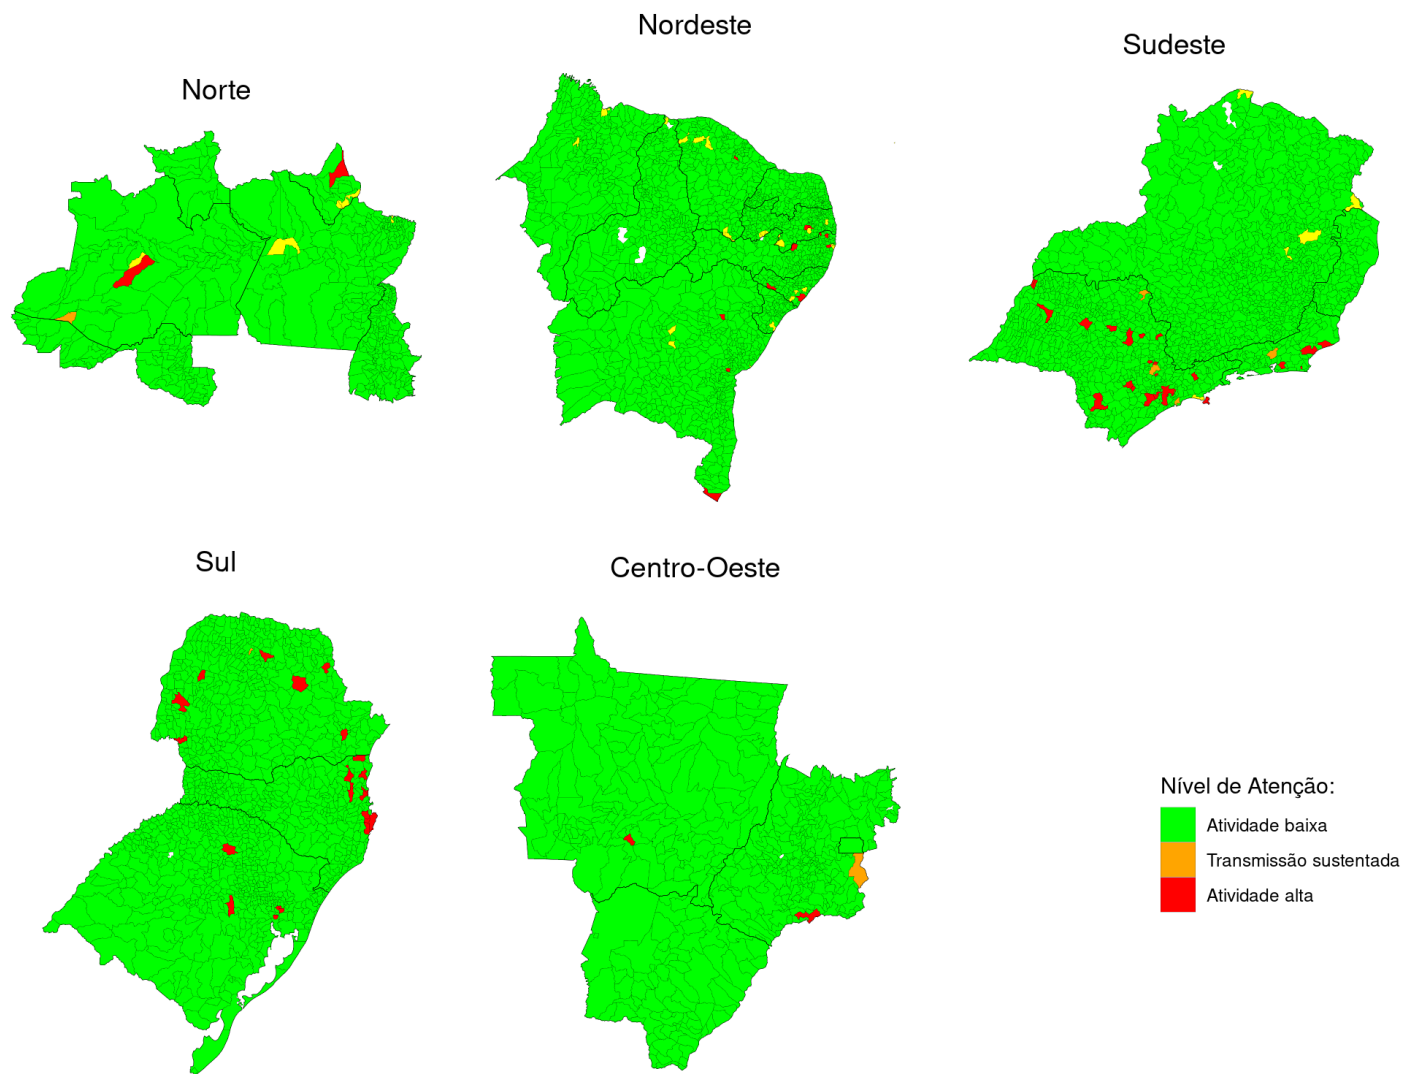 Norte
Nordeste
Sudeste
Sul
Centro-Oeste
Nível de Atenção:
Atividade baixa
Transmissão sustentada
Atividade alta